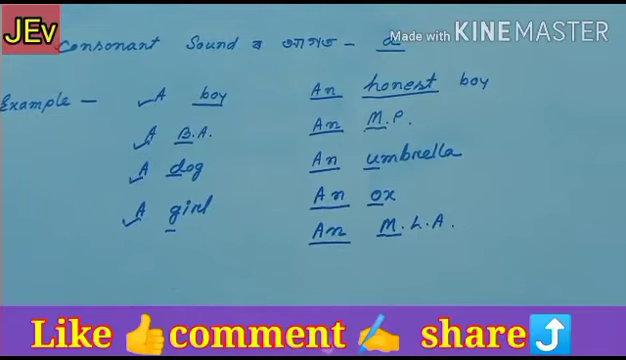 JEv
Made with KINEMASTER
Consonant Sound ৰ আগত - a
Example - A boy An honest boy
A B.A. An M.P.
A dog An umbrella
A girl An ox
An M.L.A.
Like 👍 comment ✍️ share ⤴️